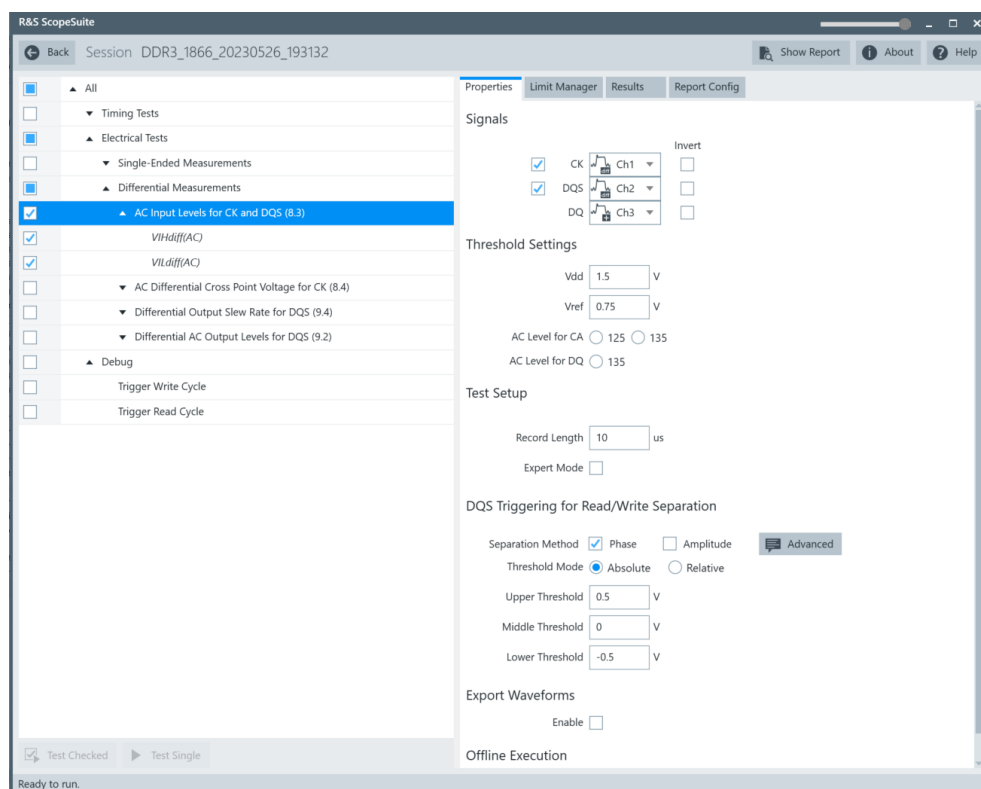 R&S ScopeSuite
Back Session DDR3_1866_20230526_193132 Show Report About Help
All
Timing Tests
Electrical Tests
Single-Ended Measurements
Differential Measurements
AC Input Levels for CK and DQS (8.3)
VIHdiff(AC)
VILdiff(AC)
AC Differential Cross Point Voltage for CK (8.4)
Differential Output Slew Rate for DQS (9.4)
Differential AC Output Levels for DQS (9.2)
Debug
Trigger Write Cycle
Trigger Read Cycle
Test Checked Test Single
Ready to run.
Properties Limit Manager Results Report Config
Signals
Invert
CK Ch1
DQS Ch2
DQ Ch3
Threshold Settings
Vdd 1.5 V
Vref 0.75 V
AC Level for CA 125 135
AC Level for DQ 135
Test Setup
Record Length 10 us
Expert Mode
DQS Triggering for Read/Write Separation
Separation Method Phase Amplitude Advanced
Threshold Mode Absolute Relative
Upper Threshold 0.5 V
Middle Threshold 0 V
Lower Threshold -0.5 V
Export Waveforms
Enable
Offline Execution